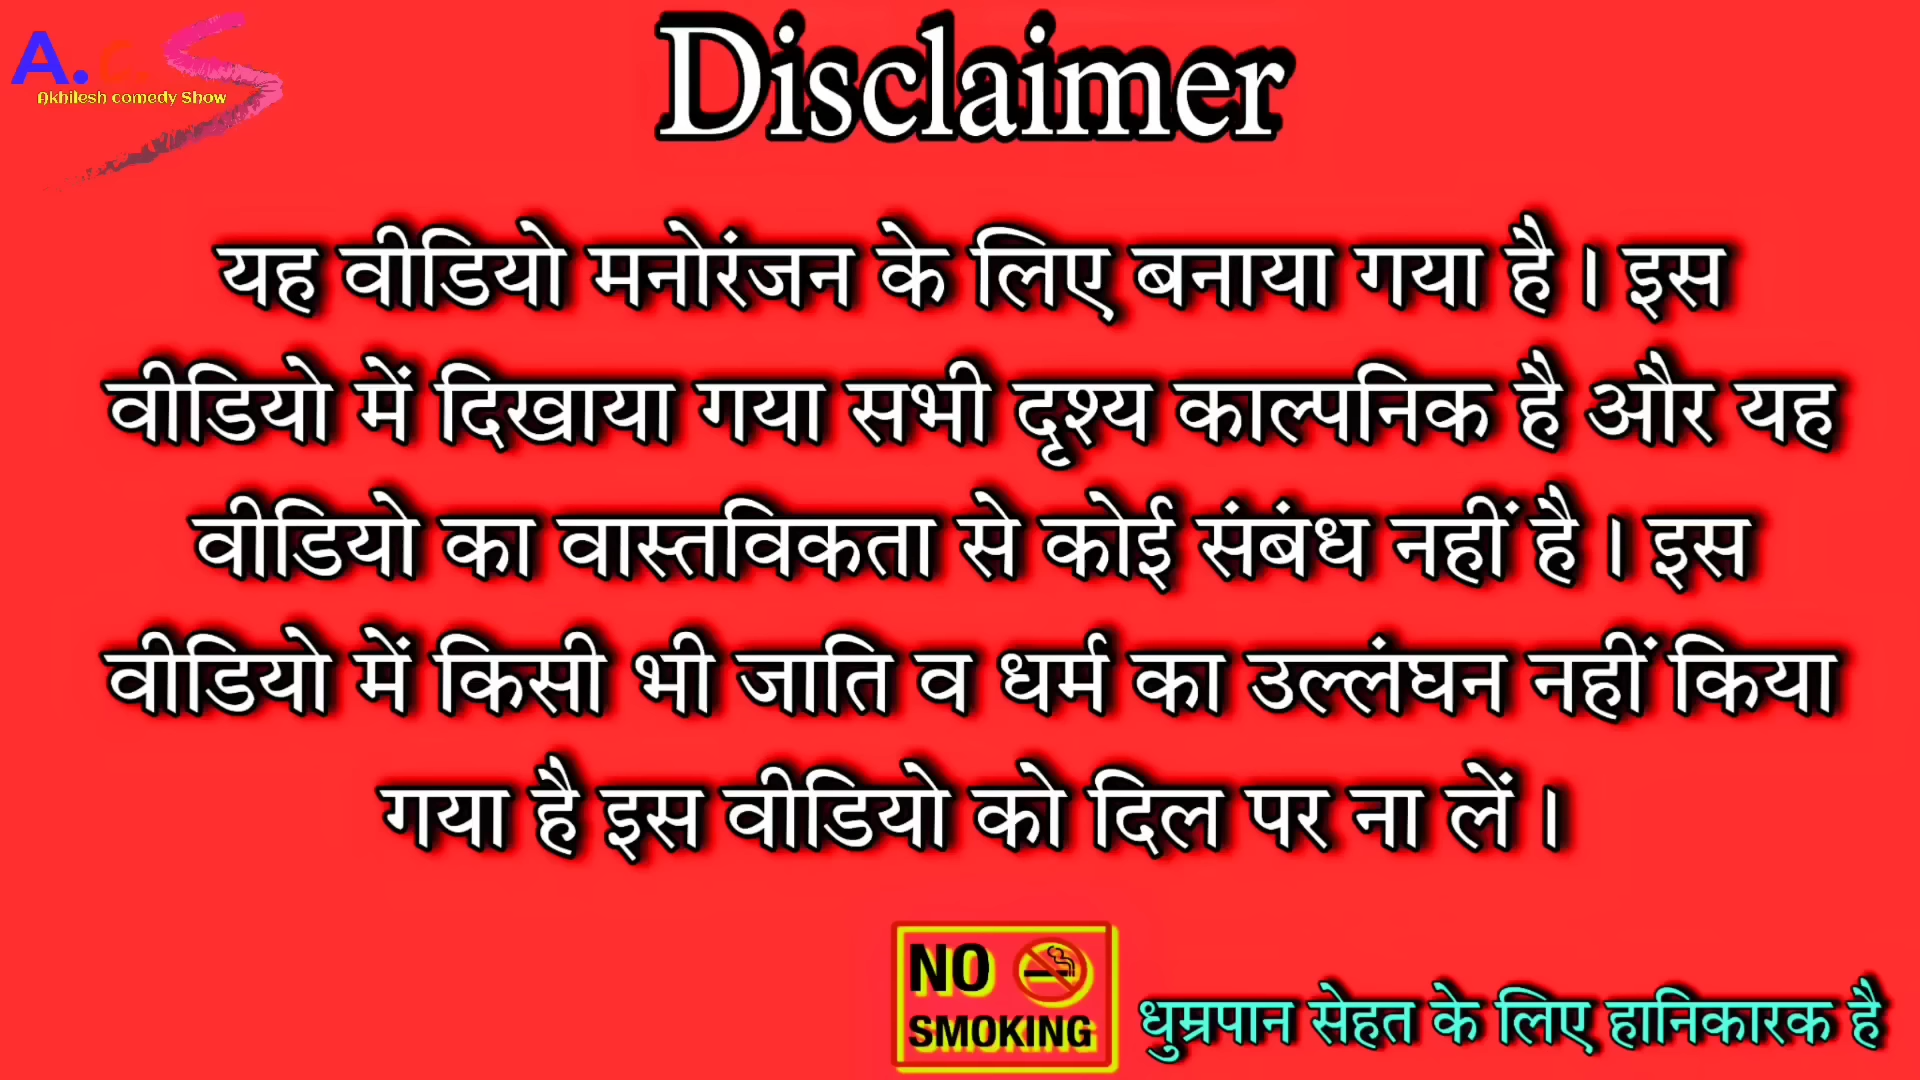 A.C.S
Akhilesh comedy Show
Disclaimer
यह वीडियो मनोरंजन के लिए बनाया गया है। इस
वीडियो में दिखाया गया सभी दृश्य काल्पनिक है और यह
वीडियो का वास्तविकता से कोई संबंध नहीं है। इस
वीडियो में किसी भी जाति व धर्म का उल्लंघन नहीं किया
गया है इस वीडियो को दिल पर ना लें।
NO
SMOKING
धुम्रपान सेहत के लिए हानिकारक है